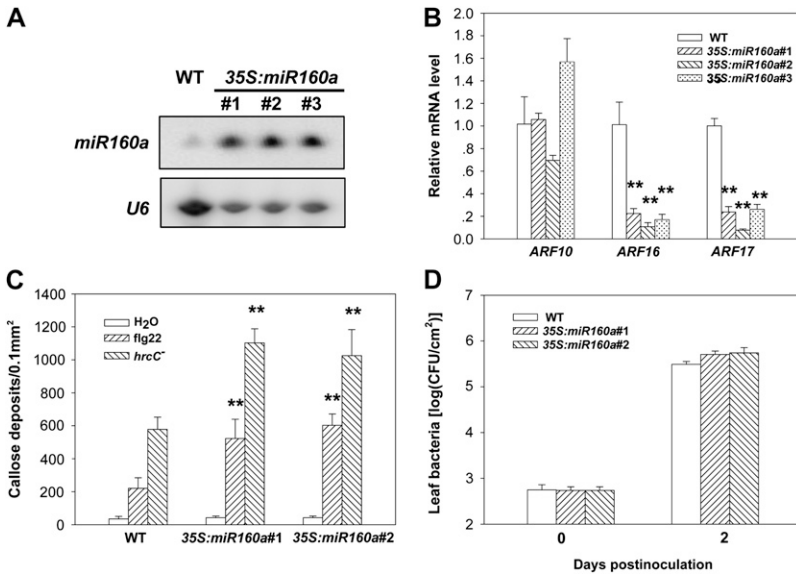 A
WT 35S:miR160a
#1 #2 #3
miR160a
U6
B
Relative mRNA level
2.0
1.8
1.6
1.4
1.2
1.0
.8
.6
.4
.2
0.0
WT
35S:miR160a#1
35S:miR160a#2
35S:miR160a#3
** ** **
** ** **
ARF10 ARF16 ARF17
C
Callose deposits/0.1mm²
1400
1200
1000
800
600
400
200
0
H₂O
flg22
hrcC⁻
** **
** **
WT 35S:miR160a#1 35S:miR160a#2
D
Leaf bacteria [log(CFU/cm²)]
7
6
5
4
3
2
WT
35S:miR160a#1
35S:miR160a#2
0 2
Days postinoculation